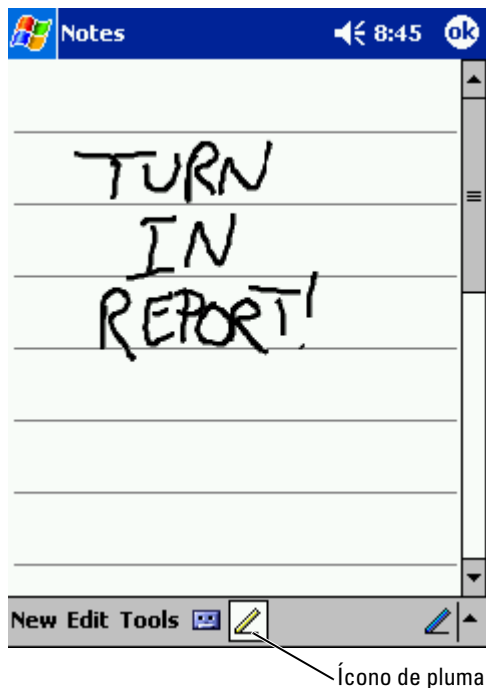 Notes 8:45 ok
TURN
IN
REPORT!
New Edit Tools
Ícono de pluma